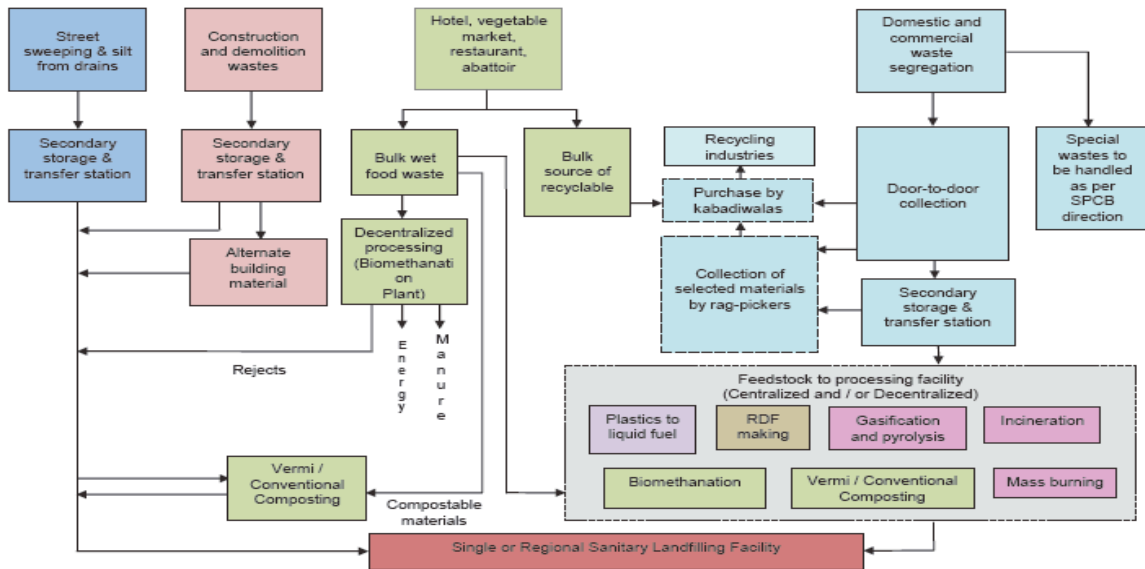 Street
sweeping & silt
from drains
Construction
and demolition
wastes
Hotel, vegetable
market,
restaurant,
abattoir
Domestic and
commercial
waste
segregation
Secondary
storage &
transfer station
Secondary
storage &
transfer station
Bulk wet
food waste
Bulk
source of
recyclable
Recycling
industries
Purchase by
kabadiwalas
Door-to-door
collection
Special
wastes to
be handled
as per
SPCB
direction
Alternate
building
material
Decentralized
processing
(Biomethanati
on
Plant)
Collection of
selected materials
by rag-pickers
Secondary
storage &
transfer station
Rejects
Energy
Manure
Feedstock to processing facility
(Centralized and / or Decentralized)
Plastics to
liquid fuel
RDF
making
Gasification
and pyrolysis
Incineration
Vermi /
Conventional
Composting
Compostable
materials
Biomethanation
Vermi / Conventional
Composting
Mass burning
Single or Regional Sanitary Landfilling Facility